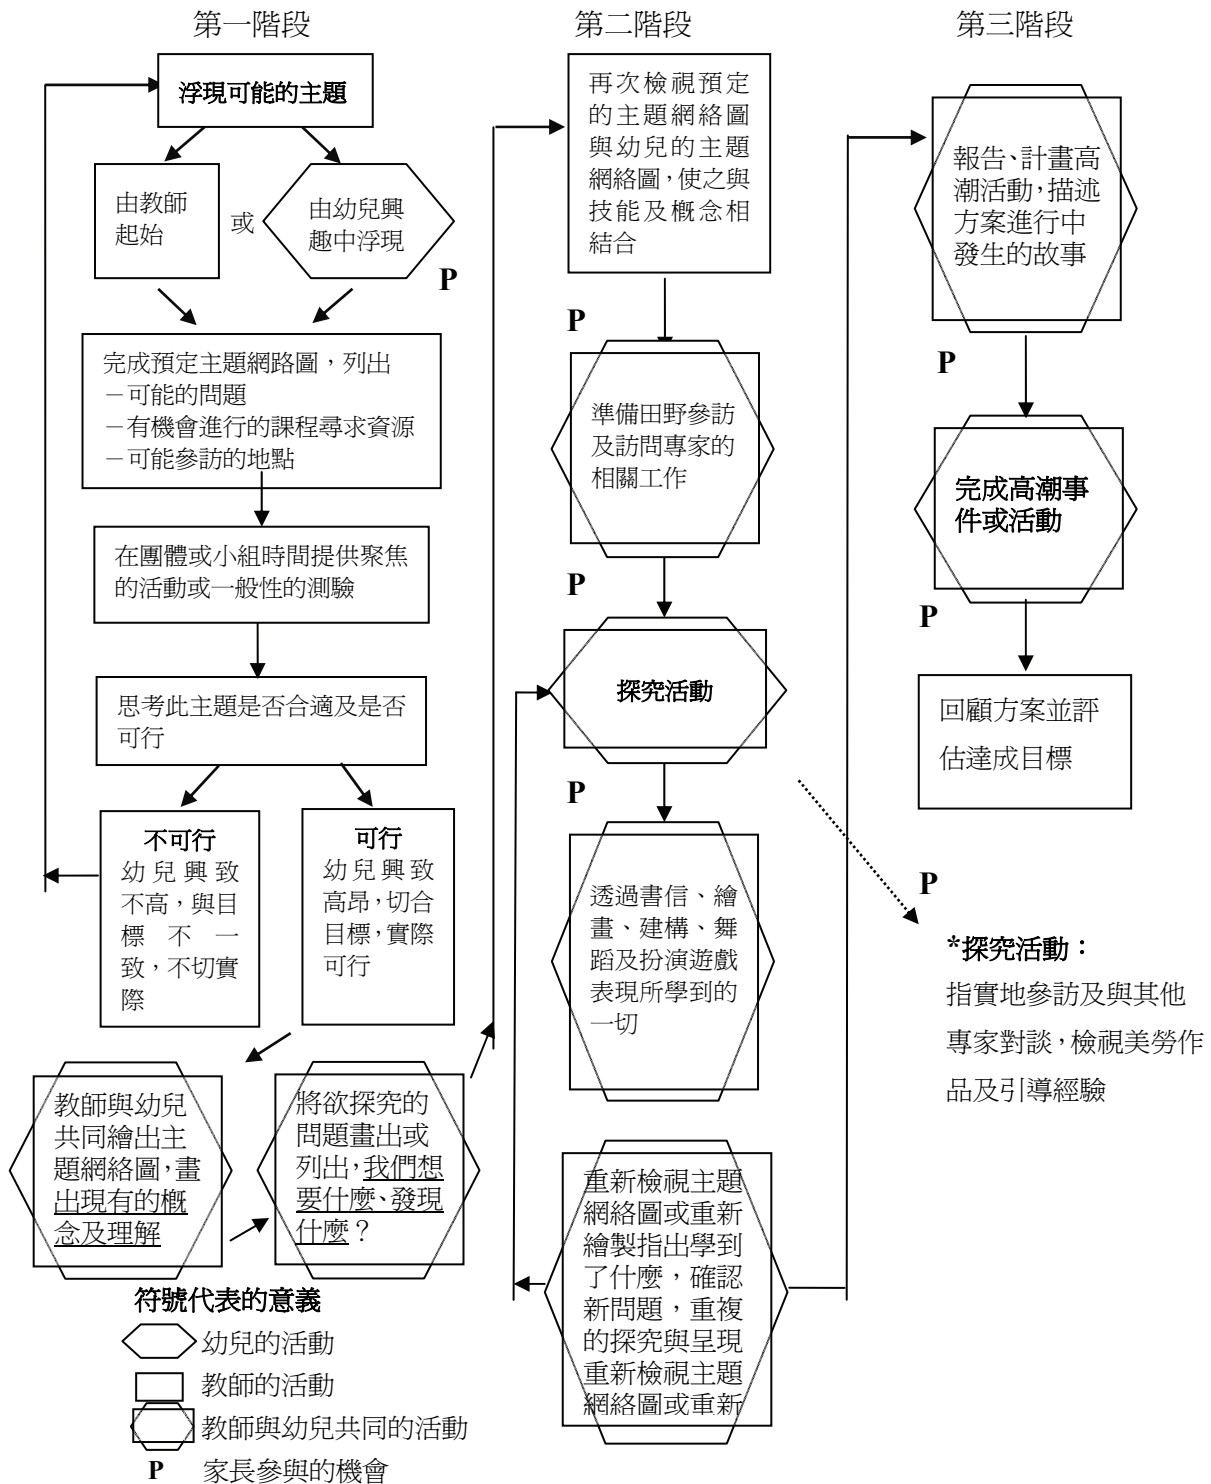 第一階段
浮現可能的主題
由教師
起始
或
由幼兒興
趣中浮現
P
完成預定主題網路圖，列出
－可能的問題
－有機會進行的課程尋求資源
－可能參訪的地點
在團體或小組時間提供聚焦
的活動或一般性的測驗
思考此主題是否合適及是否
可行
不可行
幼兒興致
不高，與目
標不一
致，不切實
際
可行
幼兒興致
高昂，切合
目標，實際
可行
教師與幼兒
共同繪出主
題網絡圖，畫
出現有的概
念及理解
將欲探究的
問題畫出或
列出，我們想
要什麼、發現
什麼？
第二階段
再次檢視預定
的主題網絡圖
與幼兒的主題
網絡圖，使之與
技能及概念相
結合
P
準備田野參訪
及訪問專家的
相關工作
P
探究活動
P
透過書信、繪
畫、建構、舞
蹈及扮演遊戲
表現所學到的
一切
重新檢視主題
網絡圖或重新
繪製指出學到
了什麼，確認
新問題，重複
的探究與呈現
重新檢視主題
網絡圖或重新
第三階段
報告、計畫高
潮活動，描述
方案進行中
發生的故事
P
完成高潮事
件或活動
P
回顧方案並評
估達成目標
P
*探究活動：
指實地參訪及與其他
專家對談，檢視美勞作
品及引導經驗
符號代表的意義
幼兒的活動
教師的活動
教師與幼兒共同的活動
P 家長參與的機會